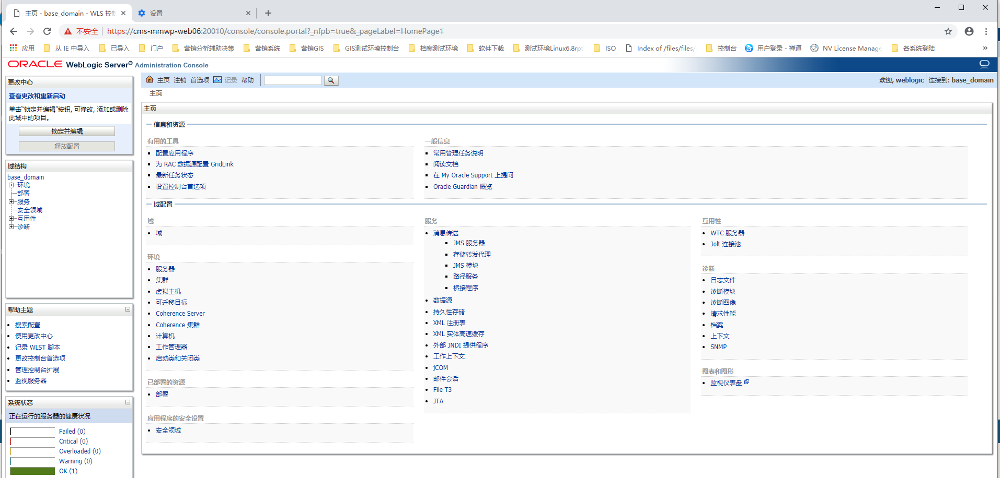 主页 - base_domain - WLS 控制
设置
不安全 https://cms-mmwp-web06:20010/console/console.portal?_nfpb=true&_pageLabel=HomePage1
应用 从 IE 中导入 已导入 门户 营销分析辅助决策 营销系统 营销GIS GIS测试环境控制台 档案测试环境 软件下载 测试环境Linux6.8rpt ISO Index of /files/files/ 控制台 用户登录 - 禅道 NV License Manage 各系统登陆 »
ORACLE WebLogic Server® Administration Console
更改中心
查看更改和重新启动
单击“锁定并编辑”按钮, 可修改, 添加或删除
此域中的项目。
锁定并编辑
释放配置
域结构
base_domain
环境
部署
服务
安全领域
互用性
诊断
帮助主题
搜索配置
使用更改中心
记录 WLST 脚本
更改控制台首选项
管理控制台扩展
监视服务器
系统状态
正在运行的服务器的健康状况
Failed (0)
Critical (0)
Overloaded (0)
Warning (0)
OK (1)
主页 注销 首选项 记录 帮助
欢迎, weblogic 连接到: base_domain
主页
主页
信息和资源
有用的工具
配置应用程序
为 RAC 数据源配置 GridLink
最新任务状态
设置控制台首选项
一般信息
常用管理任务说明
阅读文档
在 My Oracle Support 上提问
Oracle Guardian 概览
域配置
域
域
环境
服务器
集群
虚拟主机
可迁移目标
Coherence Server
Coherence 集群
计算机
工作管理器
启动类和关闭类
已部署的资源
部署
应用程序的安全设置
安全领域
服务
消息传送
JMS 服务器
存储转发代理
JMS 模块
路径服务
桥接程序
数据源
持久性存储
XML 注册表
XML 实体高速缓存
外部 JNDI 提供程序
工作上下文
jCOM
邮件会话
File T3
JTA
互用性
WTC 服务器
Jolt 连接池
诊断
日志文件
诊断模块
诊断图像
请求性能
档案
上下文
SNMP
图表和图形
监视仪表盘